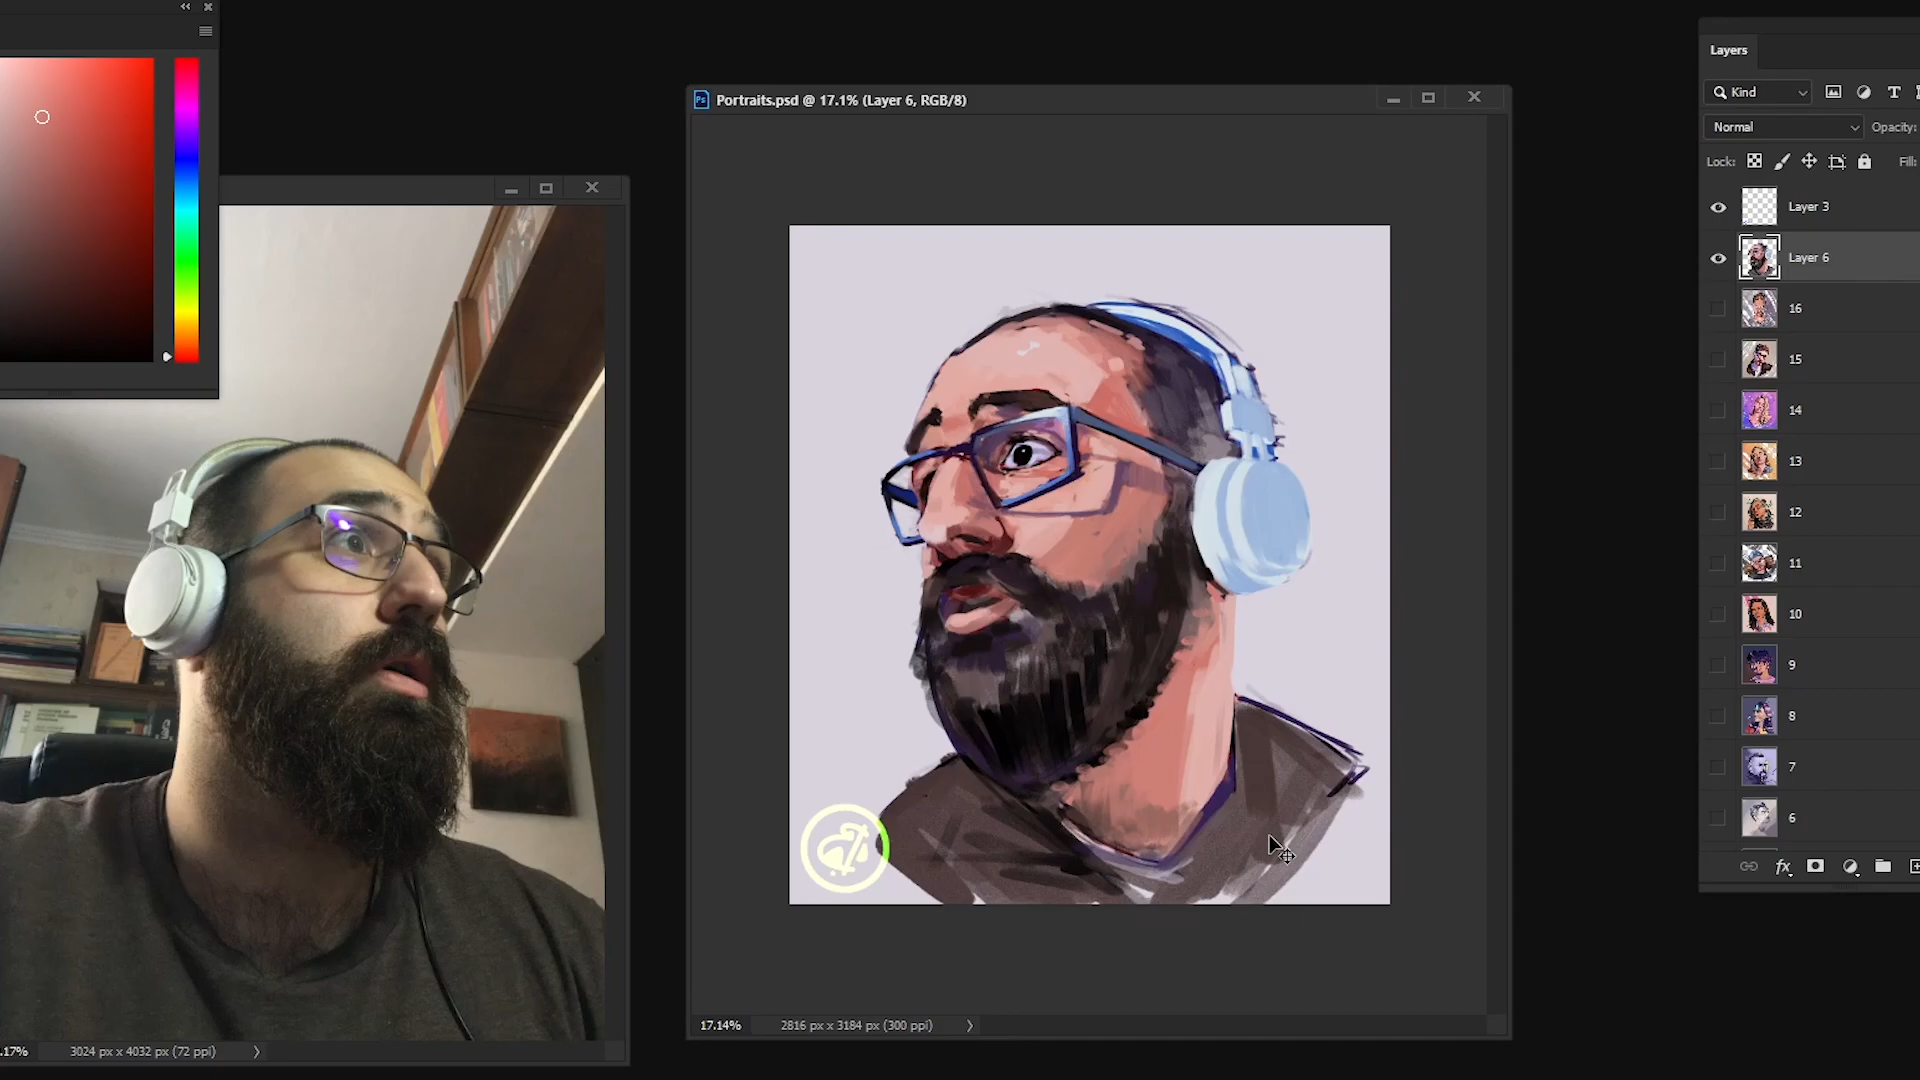 Portraits.psd @ 17.1% (Layer 6, RGB/8)
17.14%
2816 px x 3184 px (300 ppi)
.17%
3024 px x 4032 px (72 ppi)
Layers
Kind
Normal
Opacity:
Lock:
Fill:
Layer 3
Layer 6
16
15
14
13
12
11
10
9
8
7
6
fx